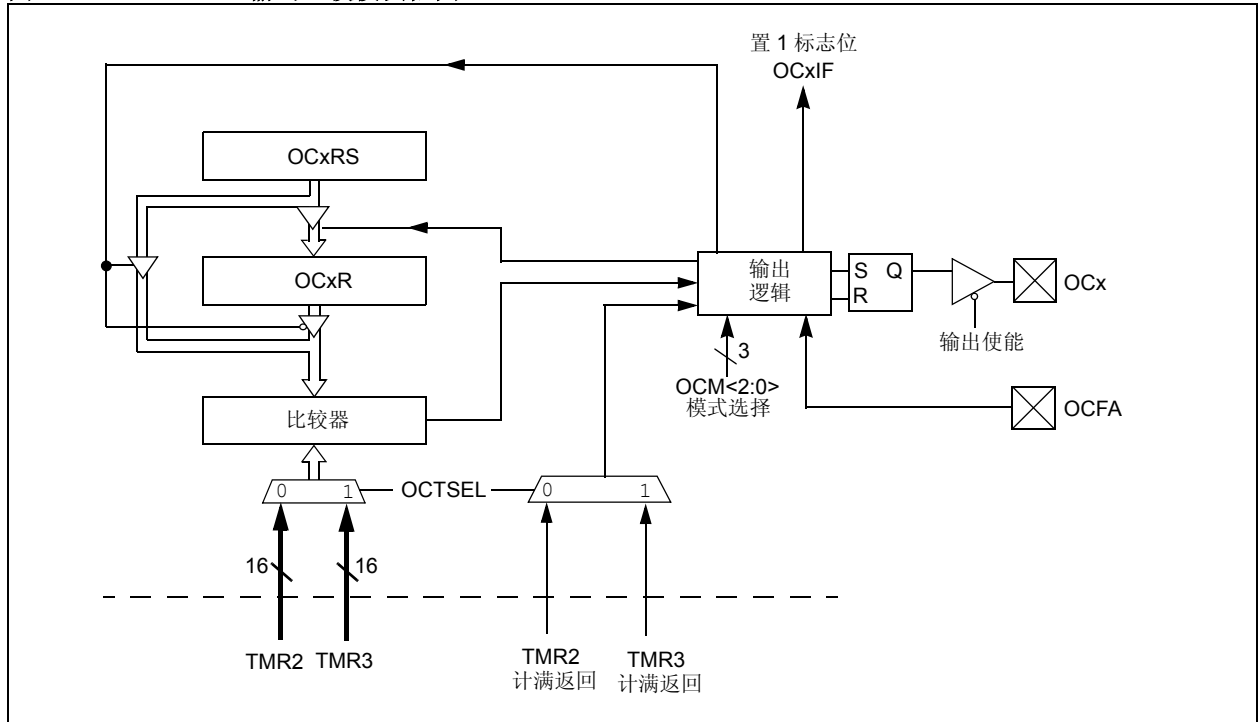 置 1 标志位
OCxIF
OCxRS
OCxR
输出
逻辑
S Q
R
OCx
输出使能
3
OCM<2:0>
模式选择
OCFA
比较器
0 1
OCTSEL
0 1
16
16
TMR2
TMR3
TMR2
计满返回
TMR3
计满返回